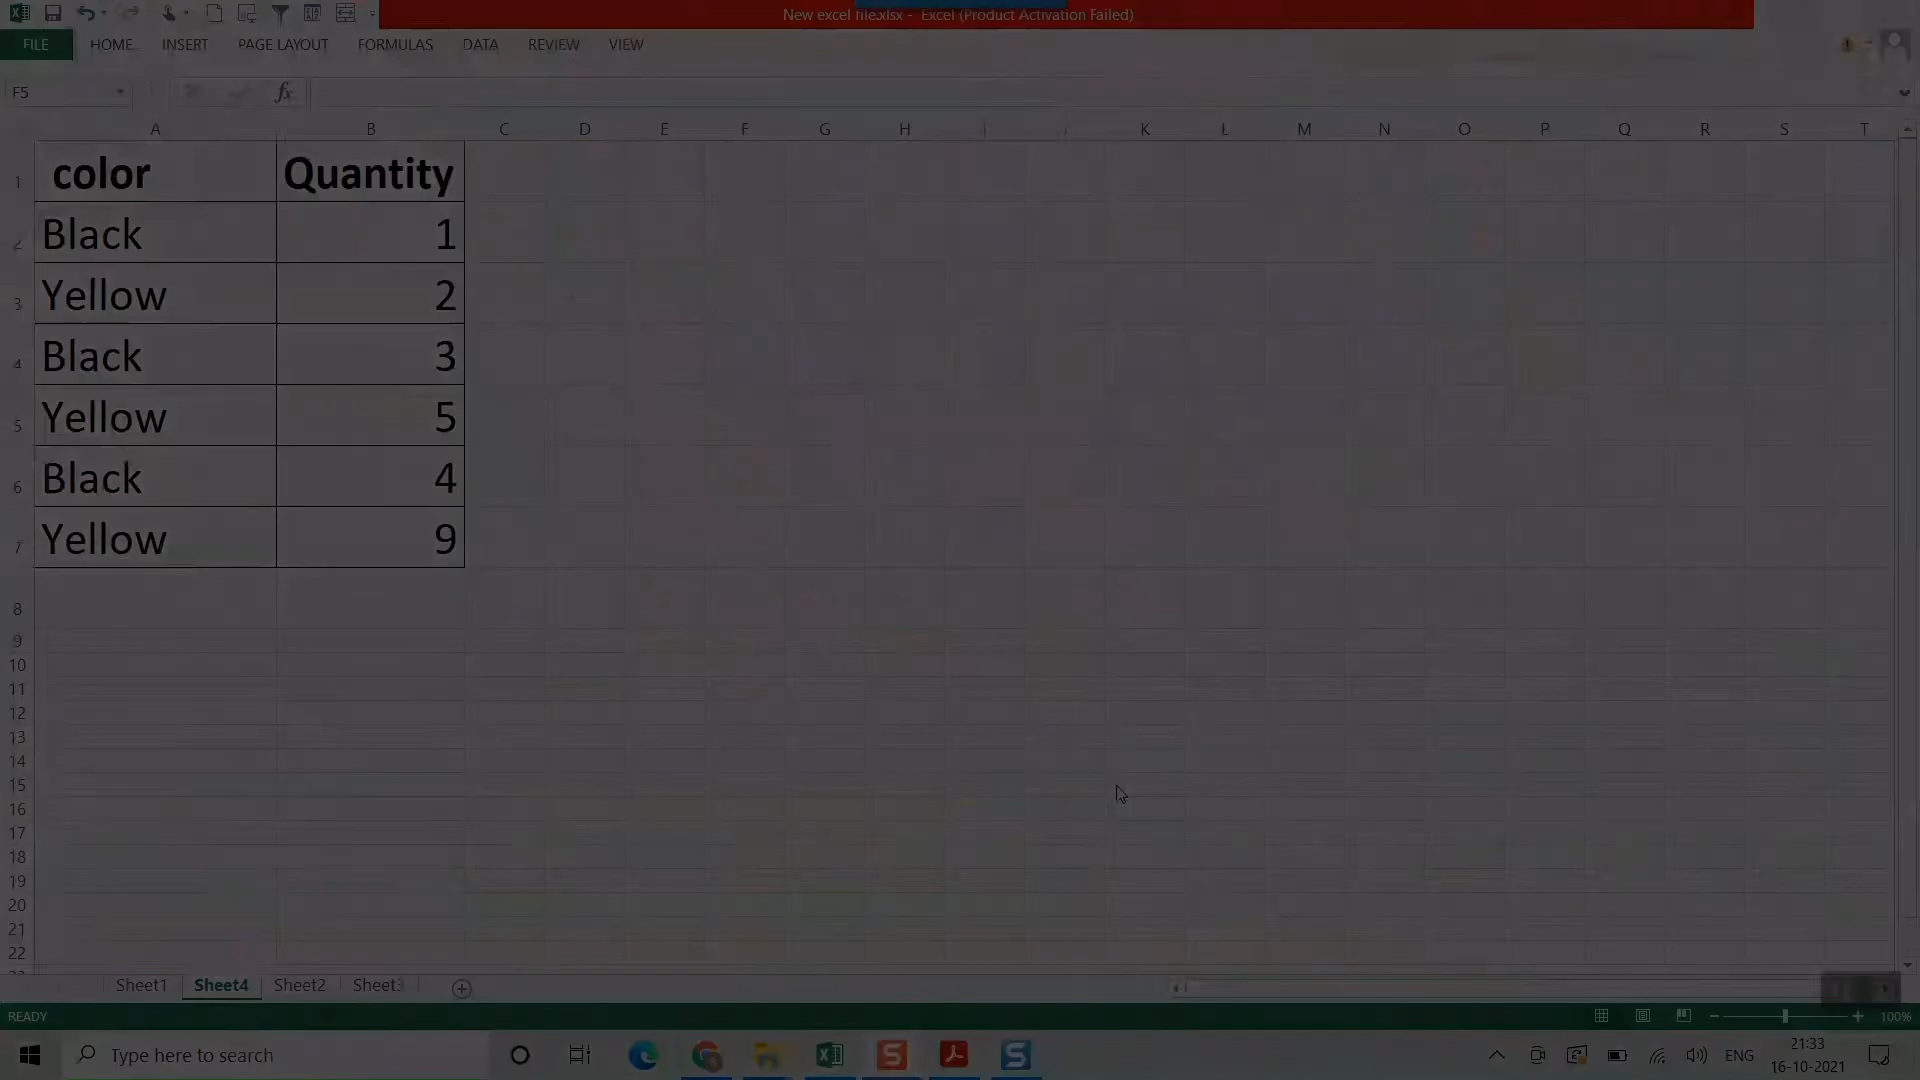 New excel file.xlsx - Excel (Product Activation Failed)
FILE HOME INSERT PAGE LAYOUT FORMULAS DATA REVIEW VIEW
F5 fx
A B C D E F G H I J K L M N O P Q R S T
1 color Quantity
2 Black 1
3 Yellow 2
4 Black 3
5 Yellow 5
6 Black 4
7 Yellow 9
8
9
10
11
12
13
14
15
16
17
18
19
20
21
22
Sheet1 Sheet4 Sheet2 Sheet3
READY 100%
Type here to search ENG 21:33
16-10-2021